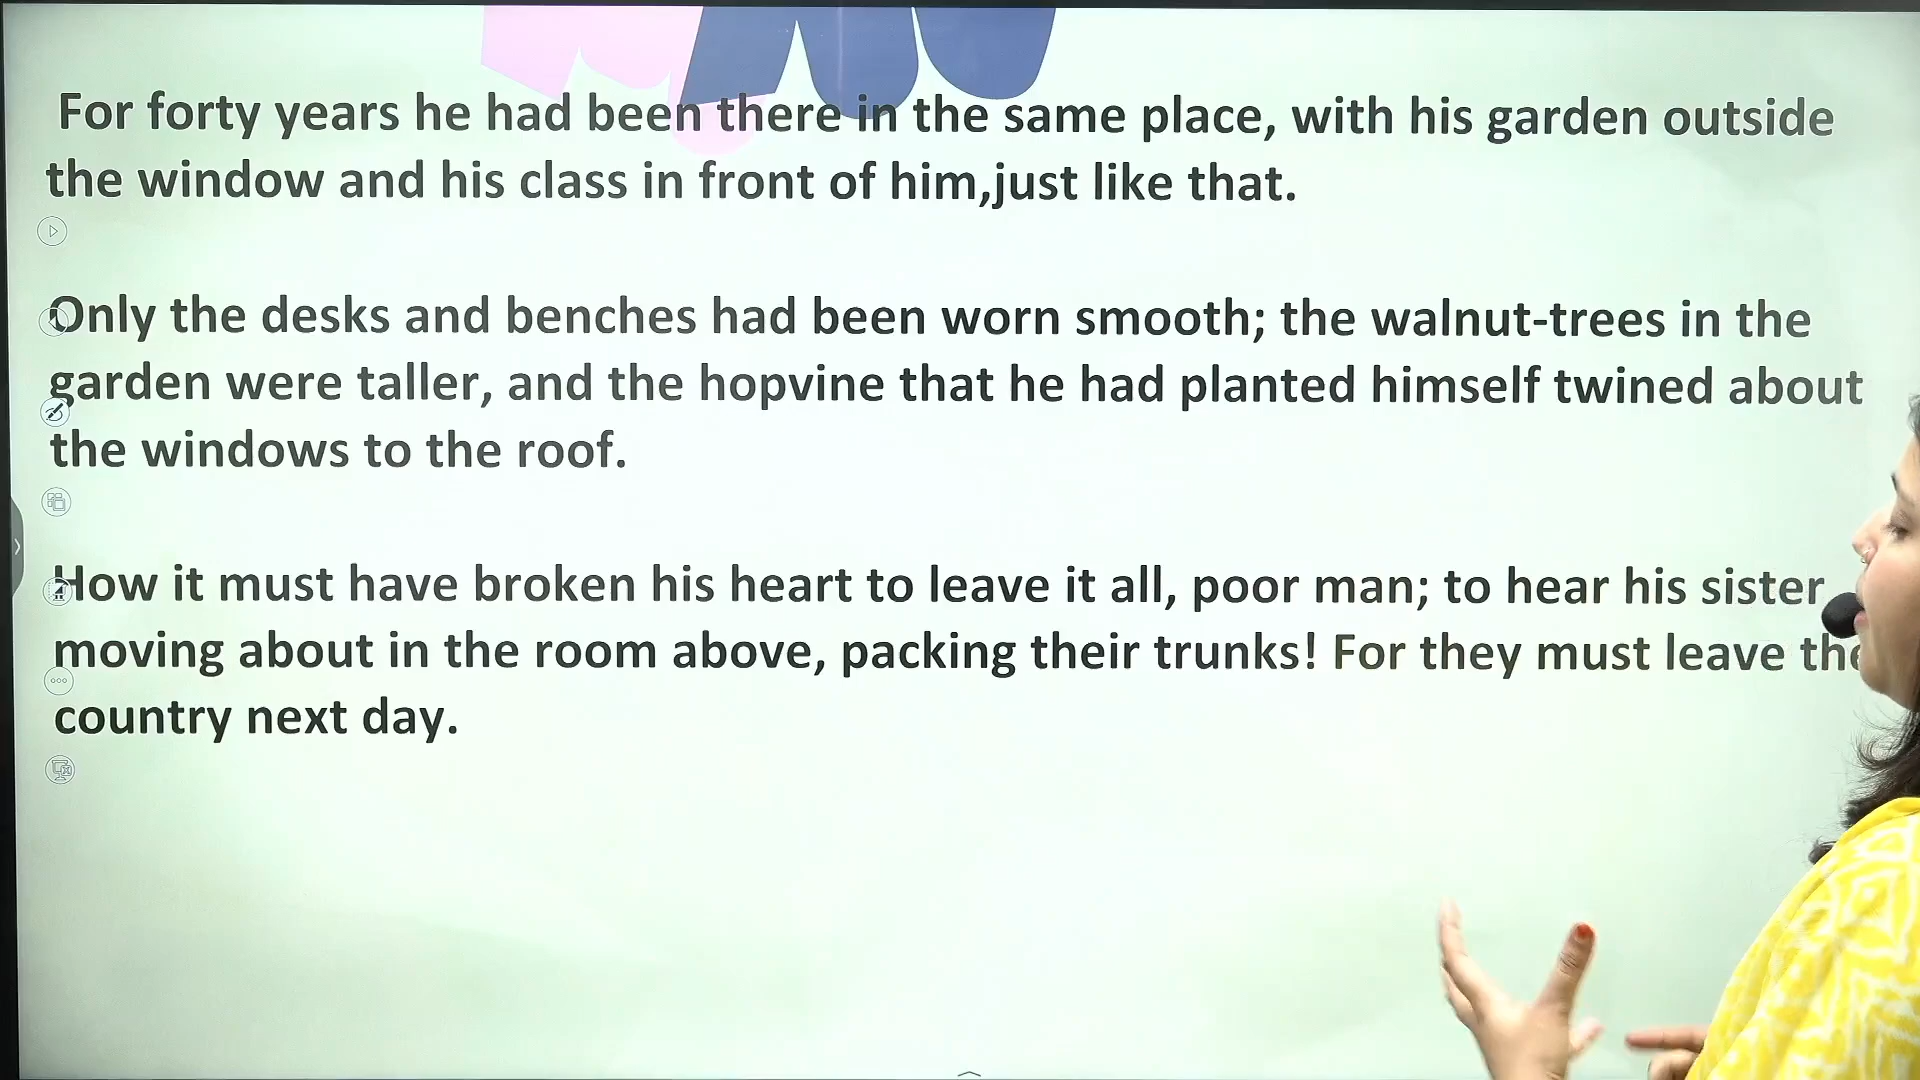 For forty years he had been there in the same place, with his garden outside
the window and his class in front of him,just like that.
Only the desks and benches had been worn smooth; the walnut-trees in the
garden were taller, and the hopvine that he had planted himself twined about
the windows to the roof.
How it must have broken his heart to leave it all, poor man; to hear his sister
moving about in the room above, packing their trunks! For they must leave the
country next day.